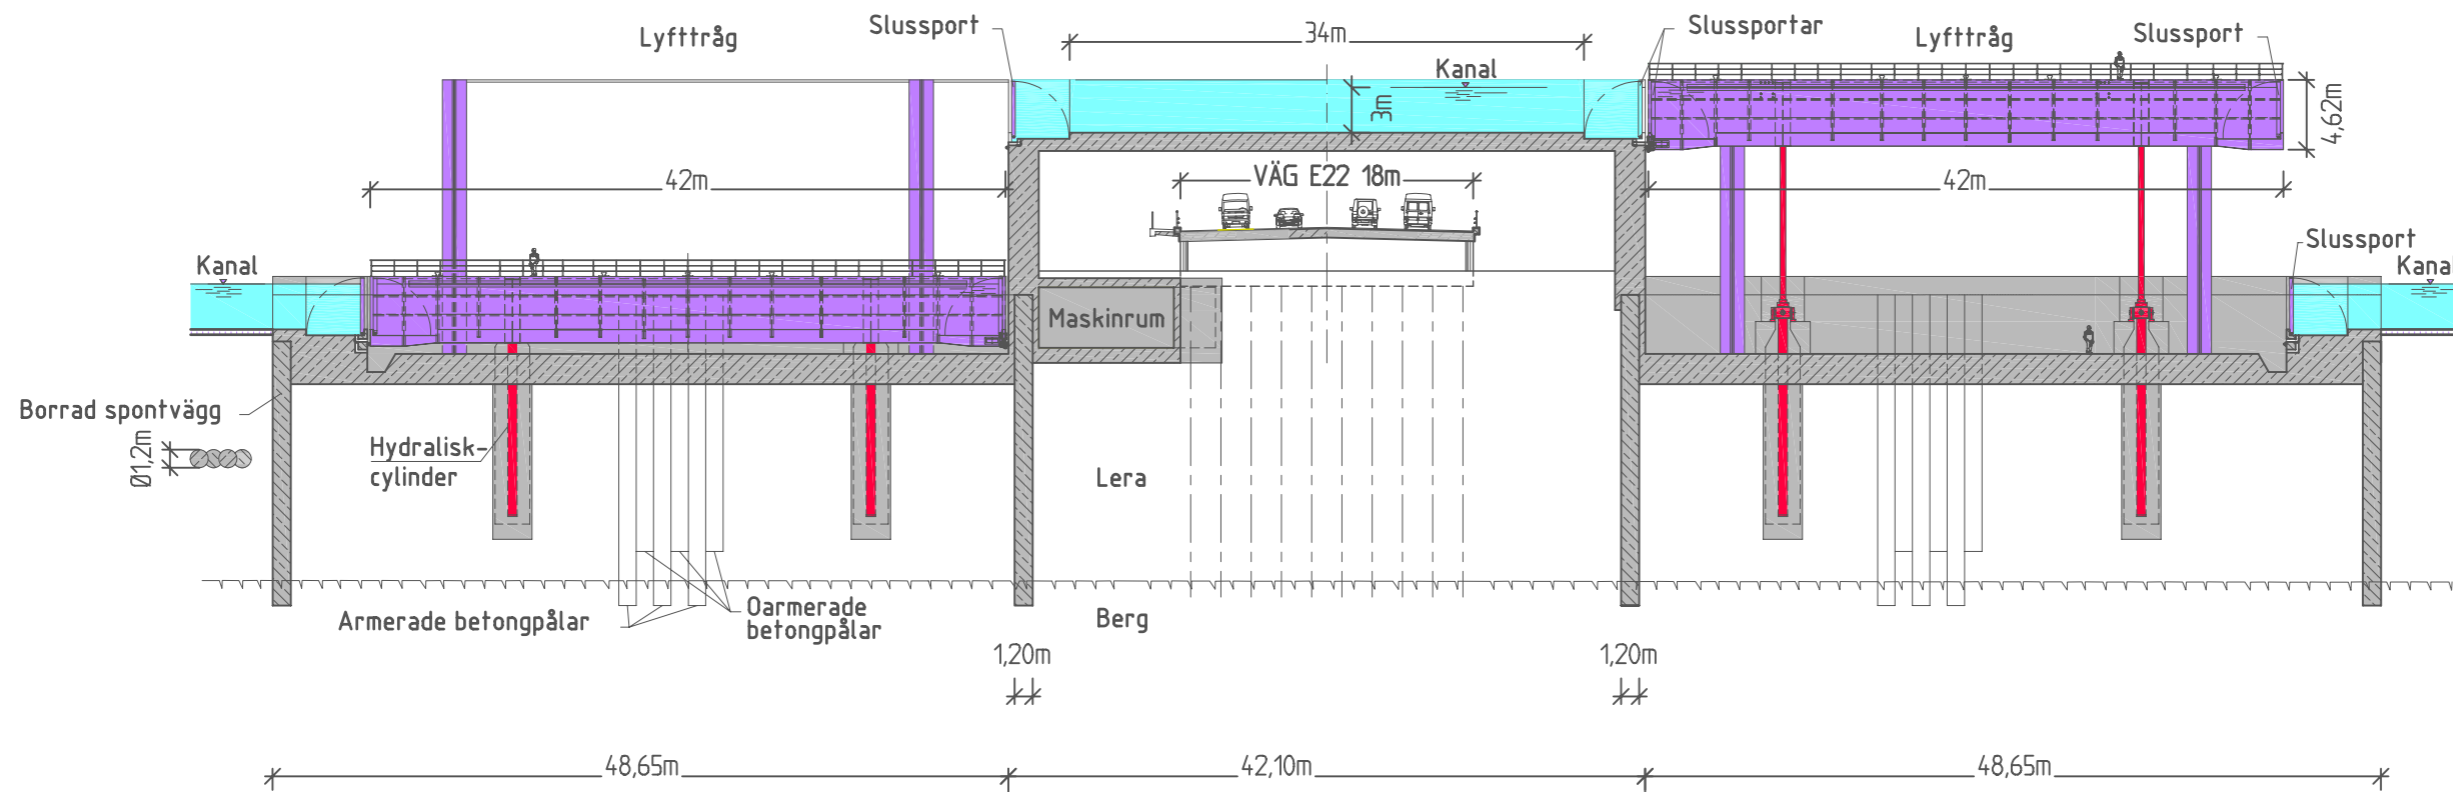 Lyfttråg
Slussport
34m
Kanal
3m
Slussportar
Lyfttråg
Slussport
4,62m
42m
VÄG E22 18m
42m
Kanal
Slussport
Kanal
Maskinrum
Borrad spontvägg
Ø1,2m
Hydralisk-
cylinder
Lera
Armerade betongpålar
Oarmerade
betongpålar
Berg
1,20m
1,20m
48,65m
42,10m
48,65m